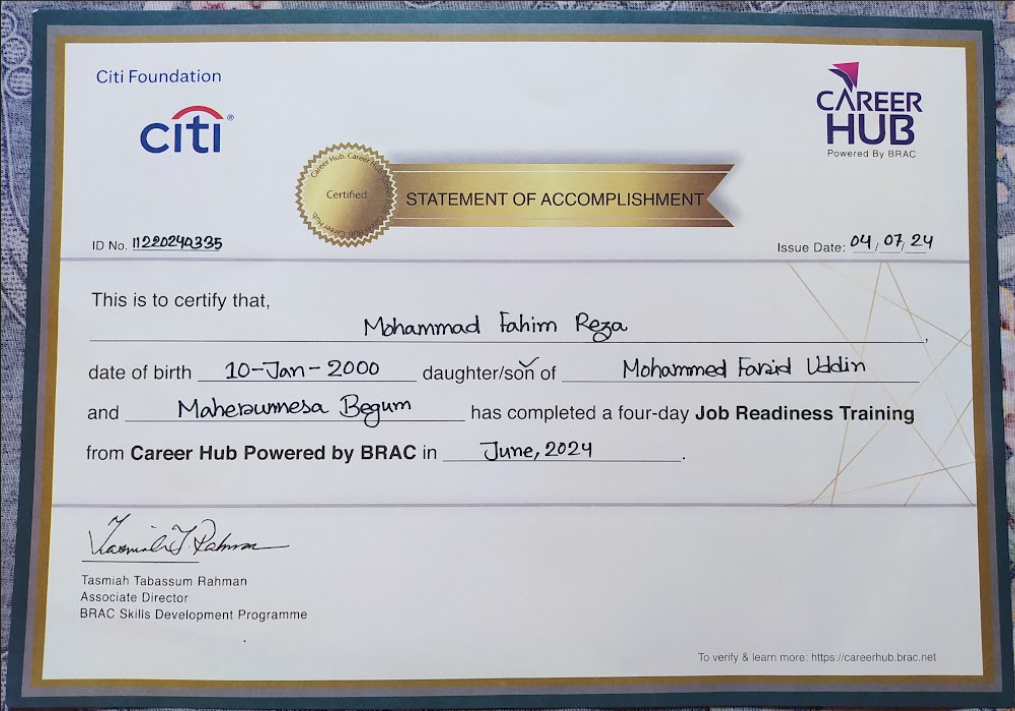 Citi Foundation
citi®
CAREER
HUB
Powered By BRAC
Career Hub Career Hub
Certified
STATEMENT OF ACCOMPLISHMENT
ID No. 11220240335
Issue Date: 04/07/24
This is to certify that,
Mohammad Fahim Reza,
date of birth 10-Jan-2000 daughter/son of Mohammed Farid Uddin
and Meherunnesa Begum has completed a four-day Job Readiness Training
from Career Hub Powered by BRAC in June, 2024.
Tasmiah T. Rahman
Tasmiah Tabassum Rahman
Associate Director
BRAC Skills Development Programme
To verify & learn more: https://careerhub.brac.net